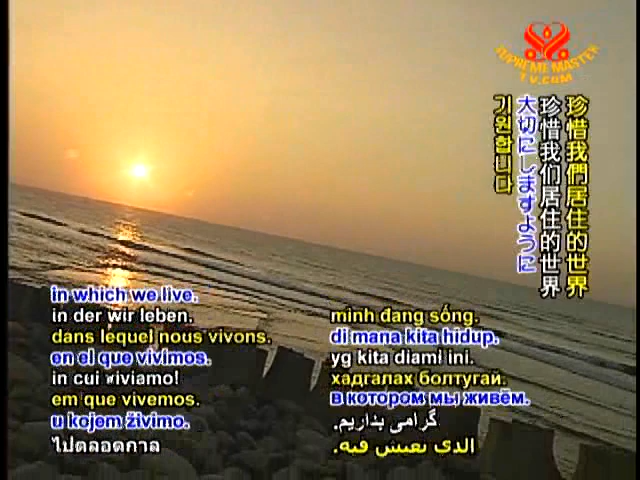 SUPREME MASTER
TV.COM
珍惜我們居住的世界
珍惜我们居住的世界
大切にしますように
기원합니다
in which we live.
in der wir leben.
dans lequel nous vivons.
en el que vivimos.
in cui viviamo!
em que vivemos.
u kojem živimo.
ไปตลอดกาล
mình đang sống.
di mana kita hidup.
yg kita diami ini.
хадгалах болтугай.
в котором мы живём.
گرامی بداریم.
الذي نعيش فيه.